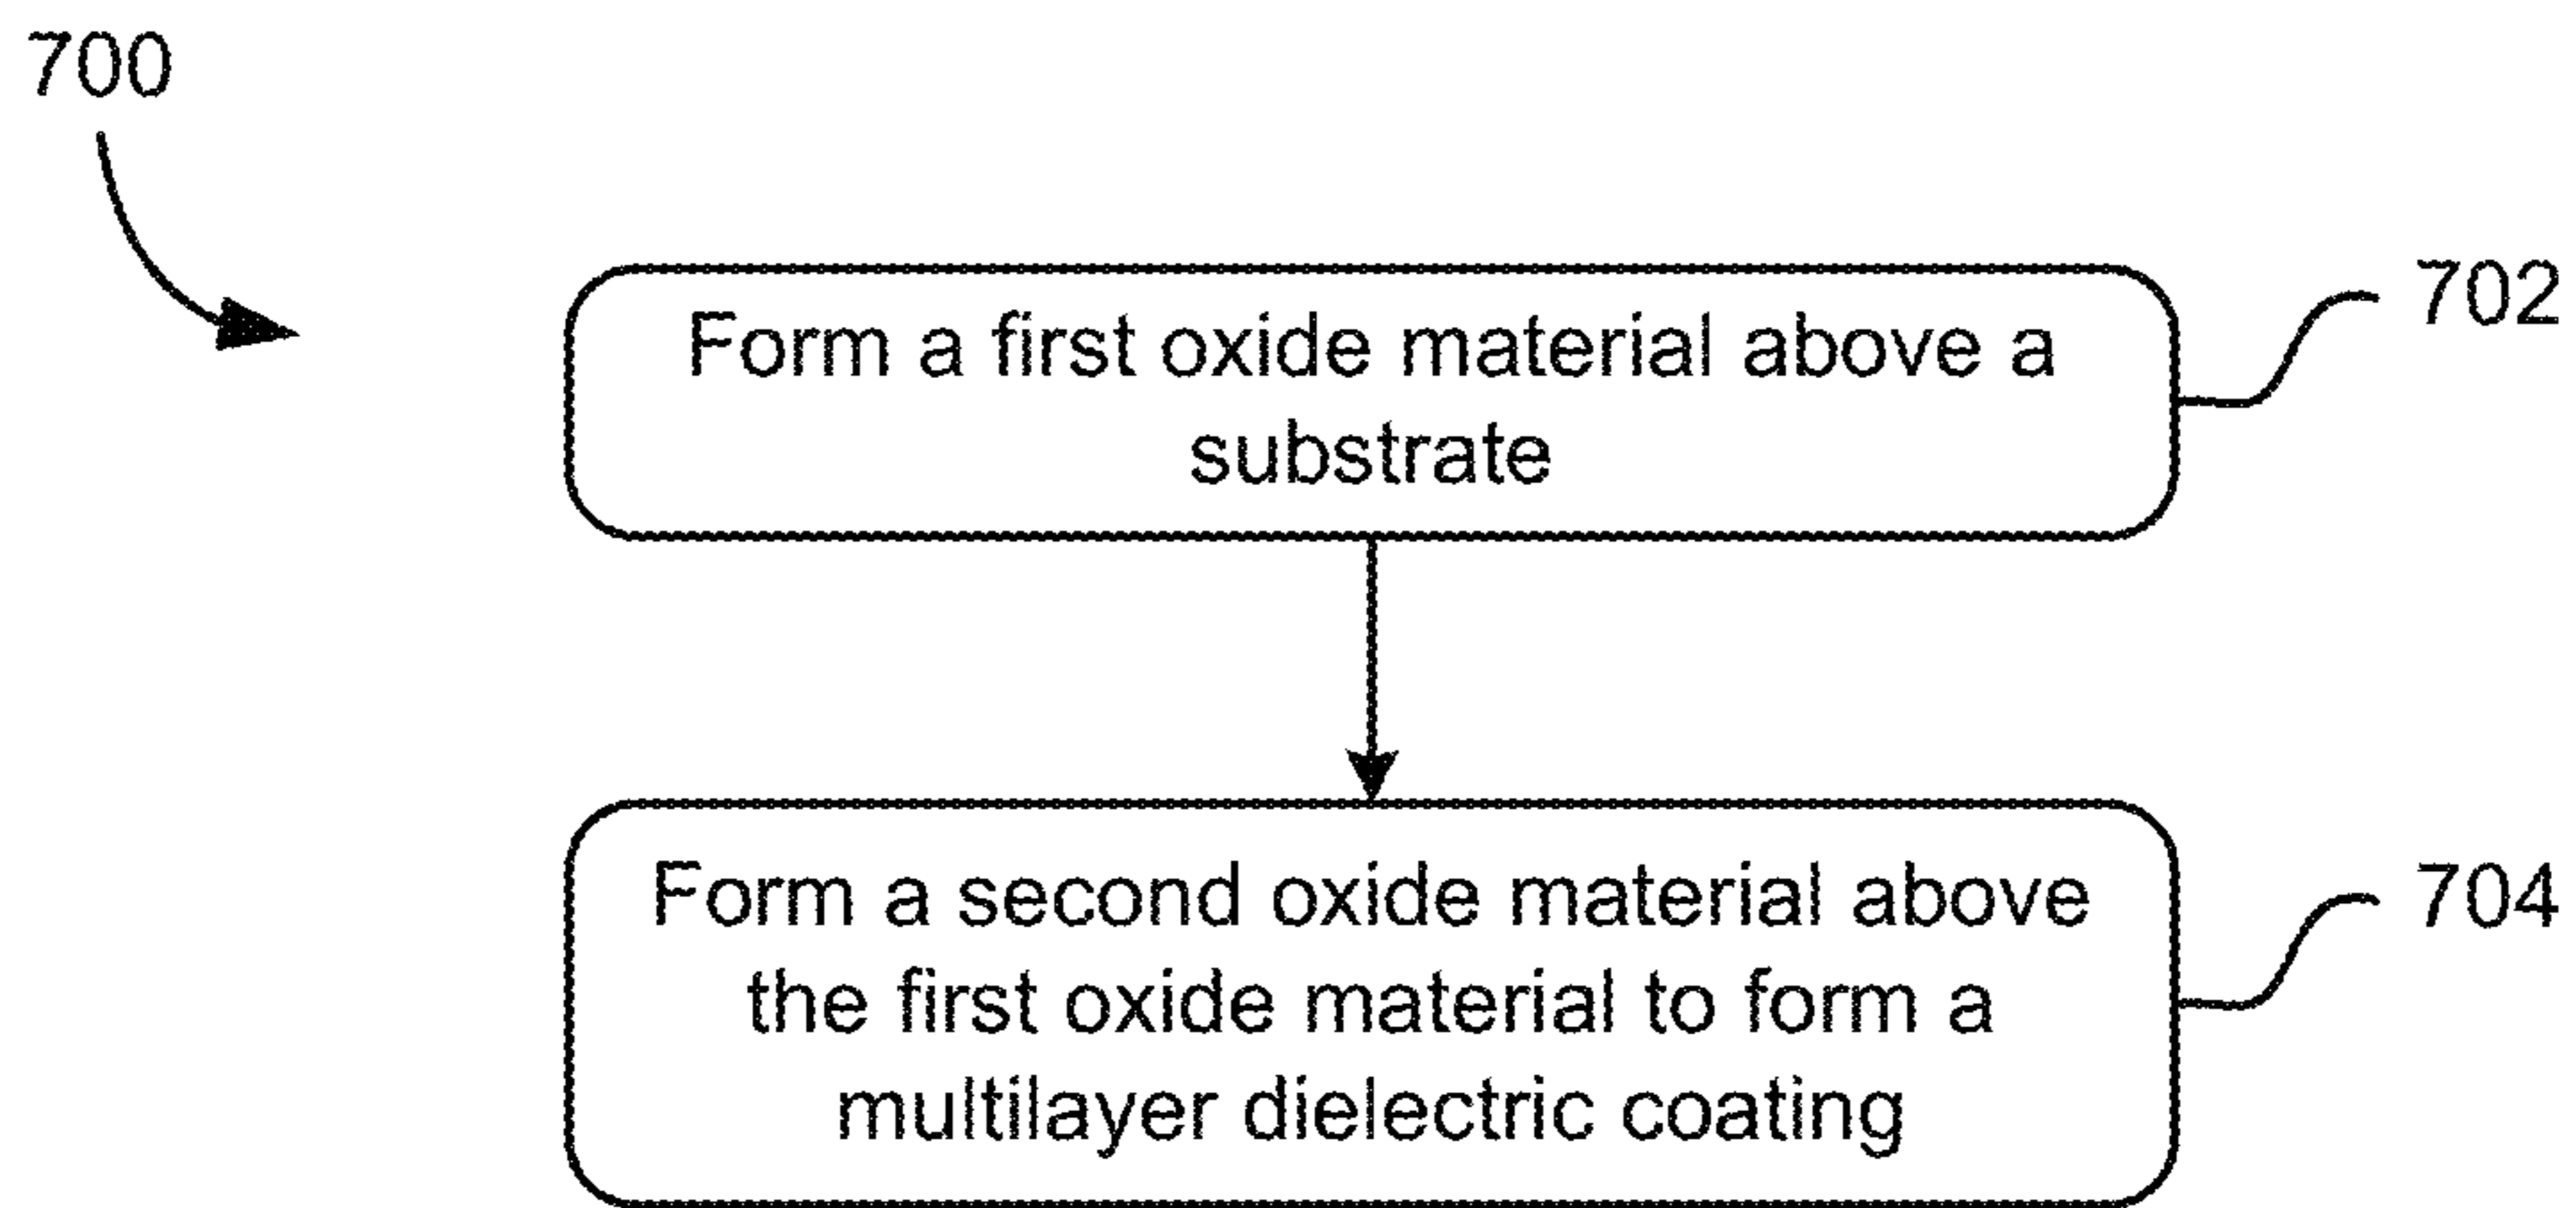 700
Form a first oxide material above a
substrate
702
Form a second oxide material above
the first oxide material to form a
multilayer dielectric coating
704